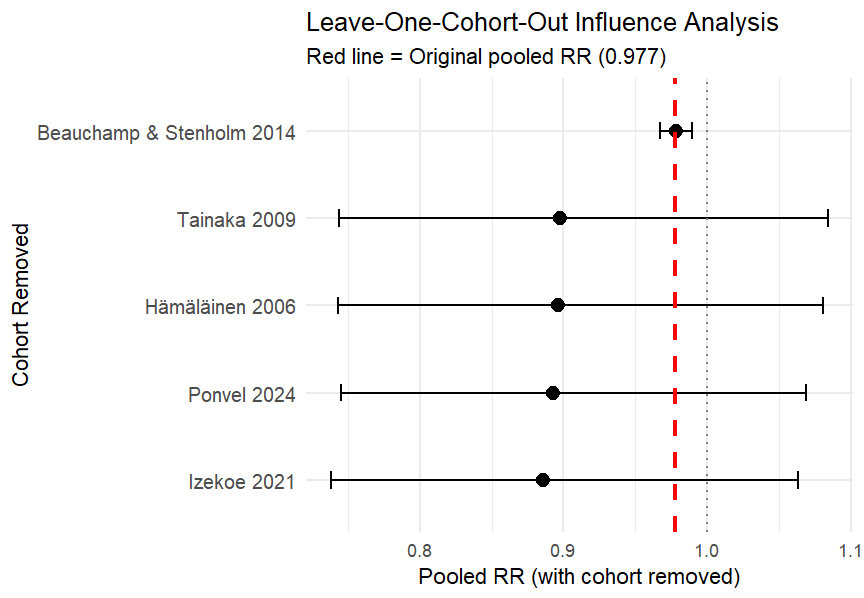 Leave-One-Cohort-Out Influence Analysis
Red line = Original pooled RR (0.977)
Cohort Removed
Beauchamp & Stenholm 2014
Tainaka 2009
Hämäläinen 2006
Ponvel 2024
Izekoe 2021
0.8 0.9 1.0 1.1
Pooled RR (with cohort removed)